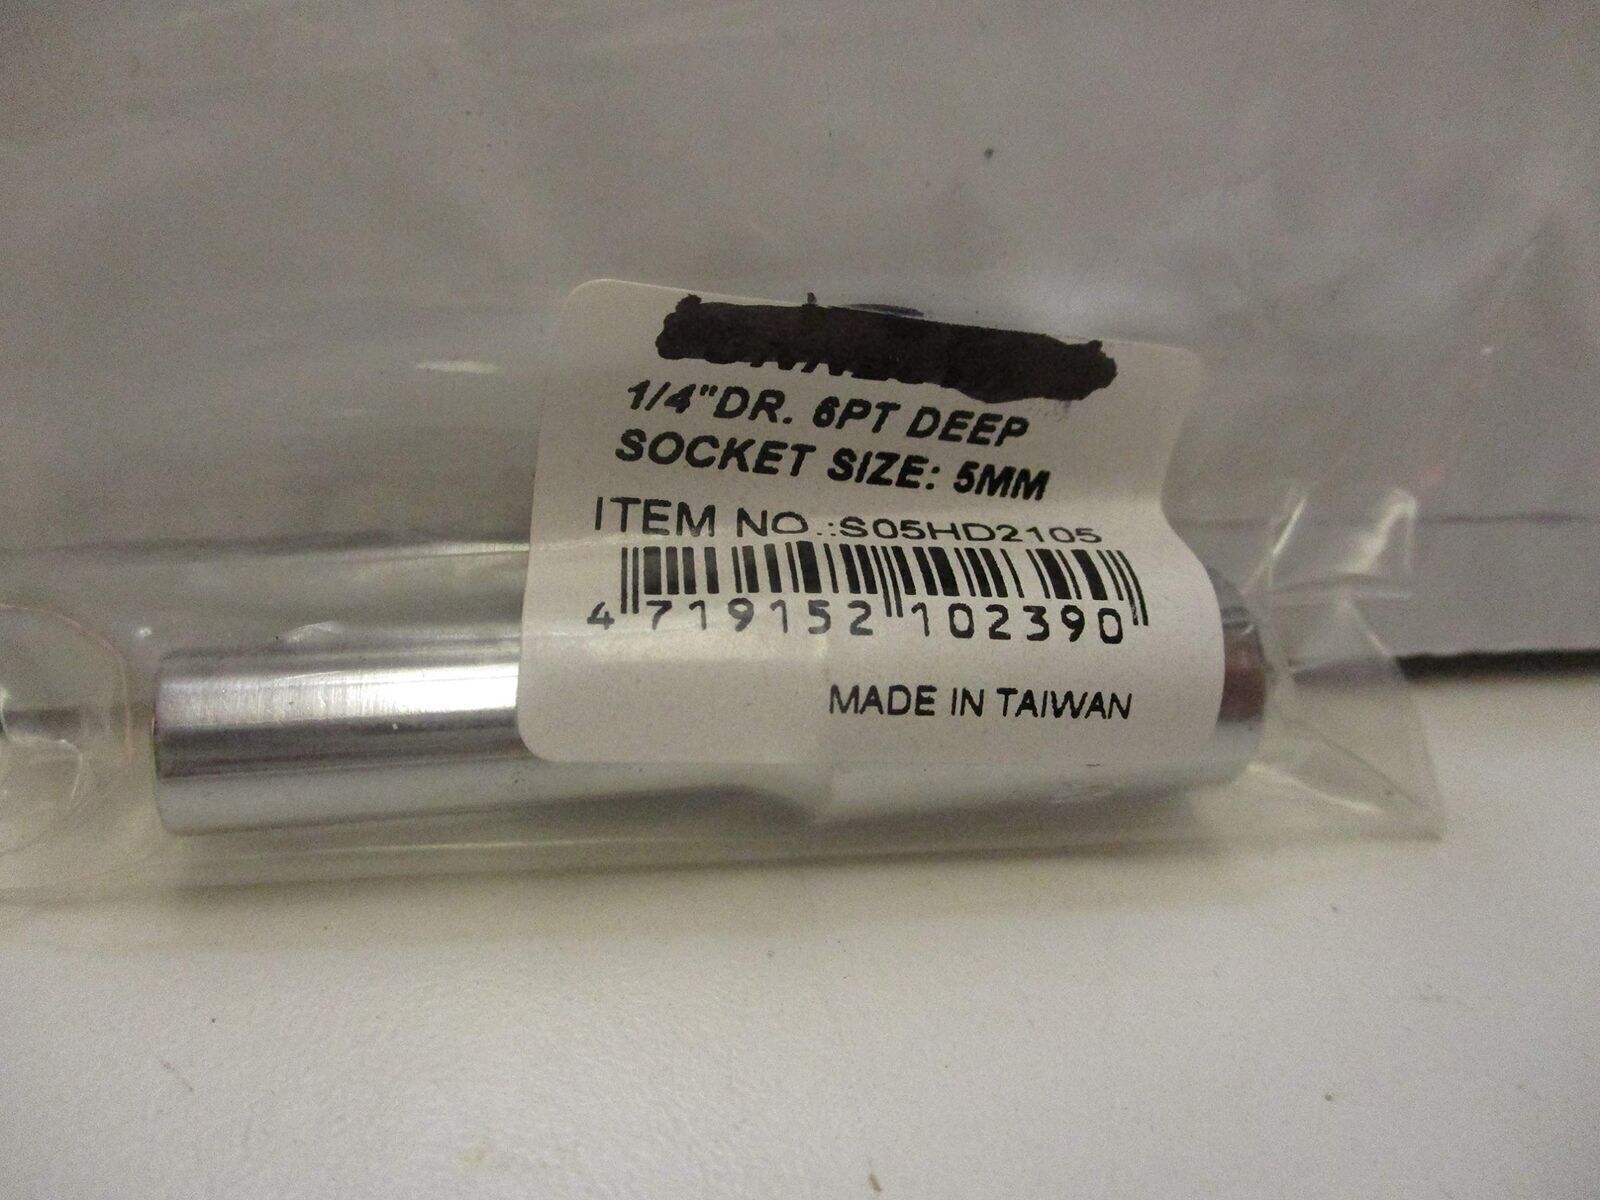 1/4"DR. 6PT DEEP
SOCKET SIZE: 5MM
ITEM NO.:S05HD2105
4 719152 102390
MADE IN TAIWAN